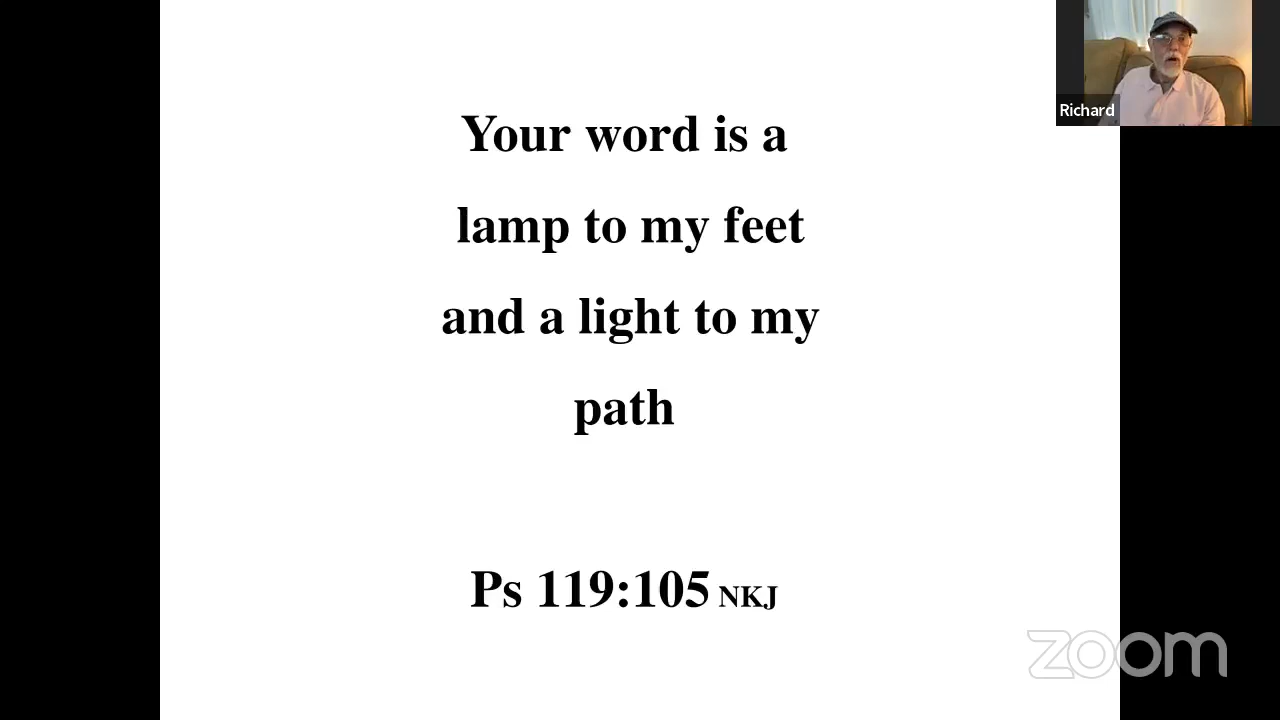 Richard
Your word is a
lamp to my feet
and a light to my
path
Ps 119:105 NKJ
zoom